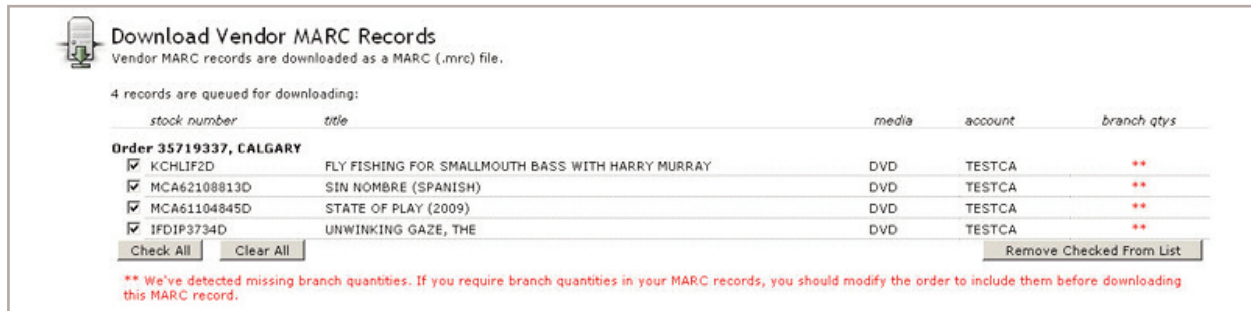 Download Vendor MARC Records
Vendor MARC records are downloaded as a MARC (.mrc) file.
4 records are queued for downloading:
stock number title media account branch qtys
Order 35719337, CALGARY
KCHLIF2D FLY FISHING FOR SMALLMOUTH BASS WITH HARRY MURRAY DVD TESTCA **
MCA62108813D SIN NOMBRE (SPANISH) DVD TESTCA **
MCA61104845D STATE OF PLAY (2009) DVD TESTCA **
IFDIP3734D UNWINKING GAZE, THE DVD TESTCA **
Check All Clear All Remove Checked From List
** We've detected missing branch quantities. If you require branch quantities in your MARC records, you should modify the order to include them before downloading
this MARC record.